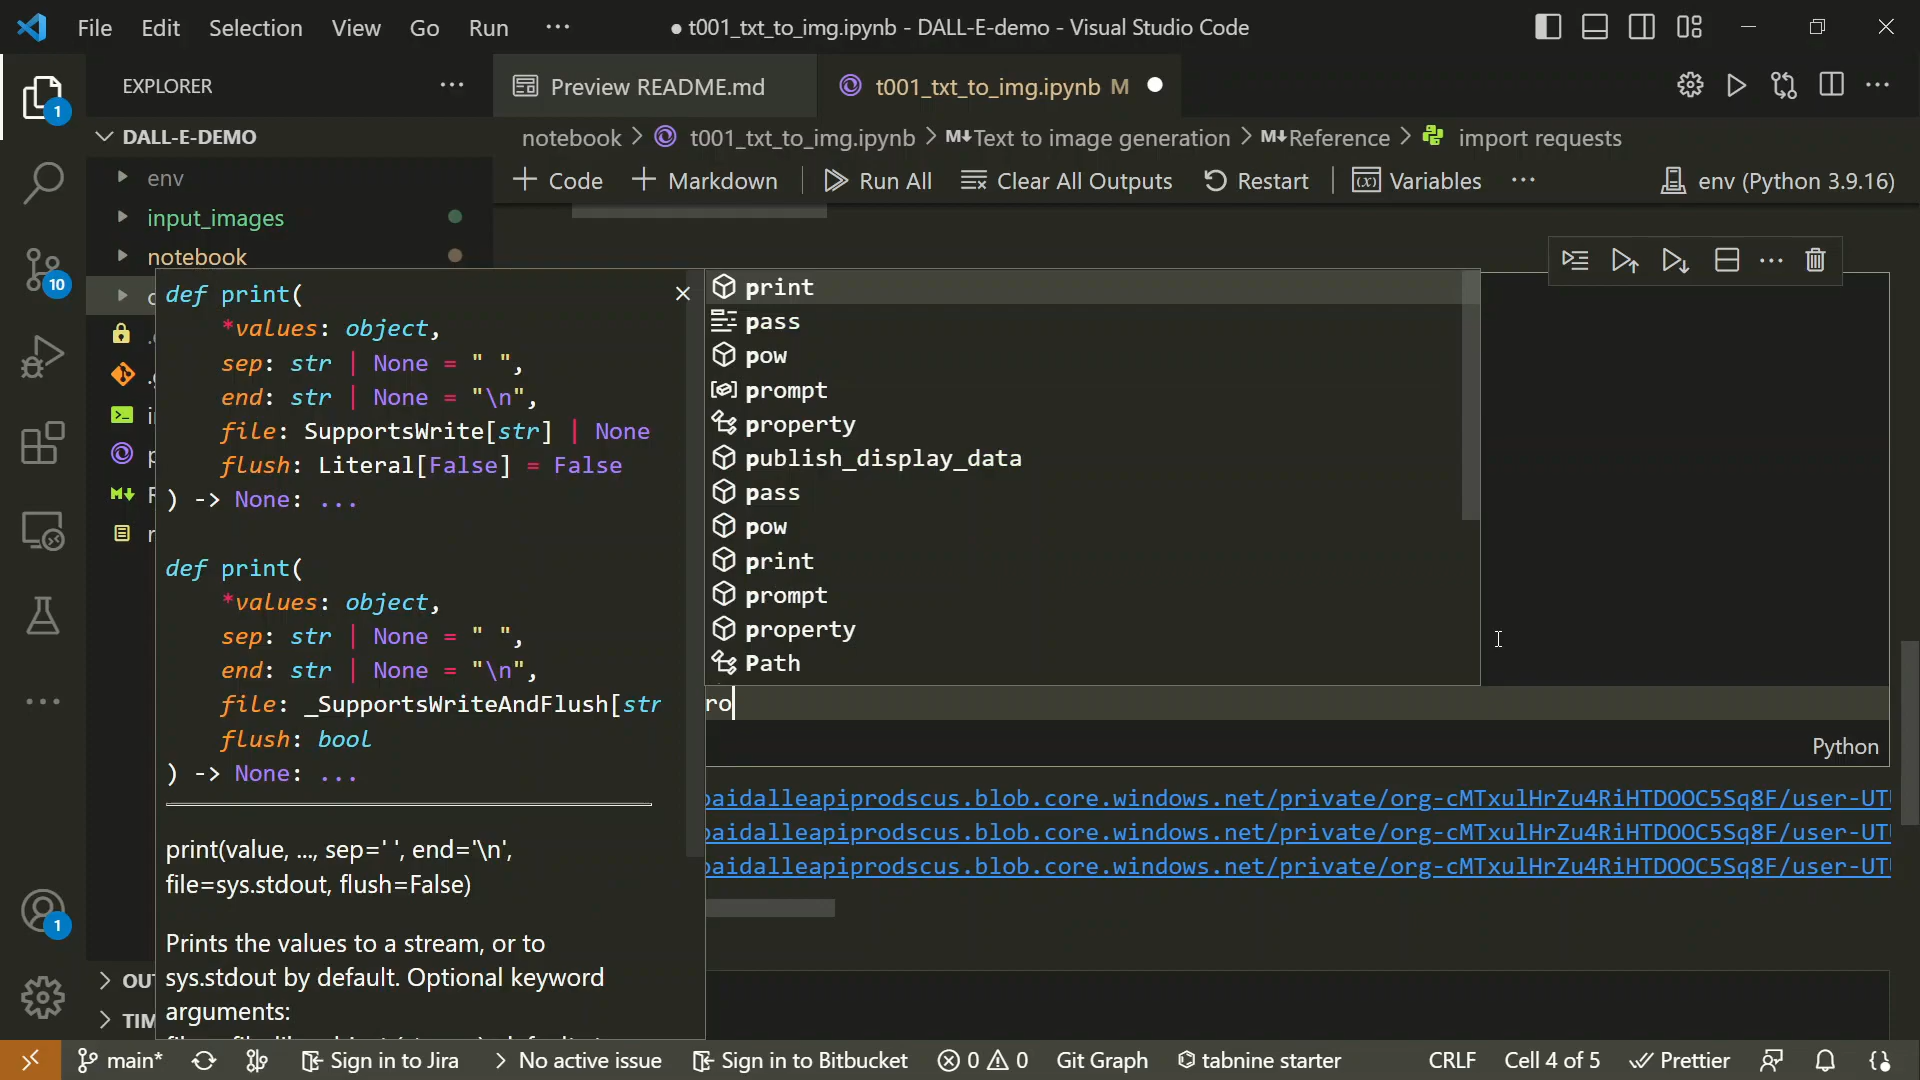 File Edit Selection View Go Run ··· ● t001_txt_to_img.ipynb - DALL-E-demo - Visual Studio Code
EXPLORER ···
Preview README.md
t001_txt_to_img.ipynb M
DALL-E-DEMO
notebook > t001_txt_to_img.ipynb > M↓Text to image generation > M↓Reference > import requests
+ Code + Markdown Run All Clear All Outputs Restart (x) Variables ··· env (Python 3.9.16)
env
input_images
notebook
1
10
1
def print(
*values: object,
sep: str | None = " ",
end: str | None = "\n",
file: SupportsWrite[str] | None
flush: Literal[False] = False
) -> None: ...
def print(
*values: object,
sep: str | None = " ",
end: str | None = "\n",
file: _SupportsWriteAndFlush[str
flush: bool
) -> None: ...
print(value, ..., sep=' ', end='\n',
file=sys.stdout, flush=False)
Prints the values to a stream, or to
sys.stdout by default. Optional keyword
arguments:
print
pass
pow
prompt
property
publish_display_data
pass
pow
print
prompt
property
Path
ro
Python
paidalleapiprodscus.blob.core.windows.net/private/org-cMTxulHrZu4RiHTDOOC5Sq8F/user-UT
paidalleapiprodscus.blob.core.windows.net/private/org-cMTxulHrZu4RiHTDOOC5Sq8F/user-UT
paidalleapiprodscus.blob.core.windows.net/private/org-cMTxulHrZu4RiHTDOOC5Sq8F/user-UT
OUT
TIM
main* Sign in to Jira > No active issue Sign in to Bitbucket 0 0 Git Graph tabnine starter CRLF Cell 4 of 5 Prettier